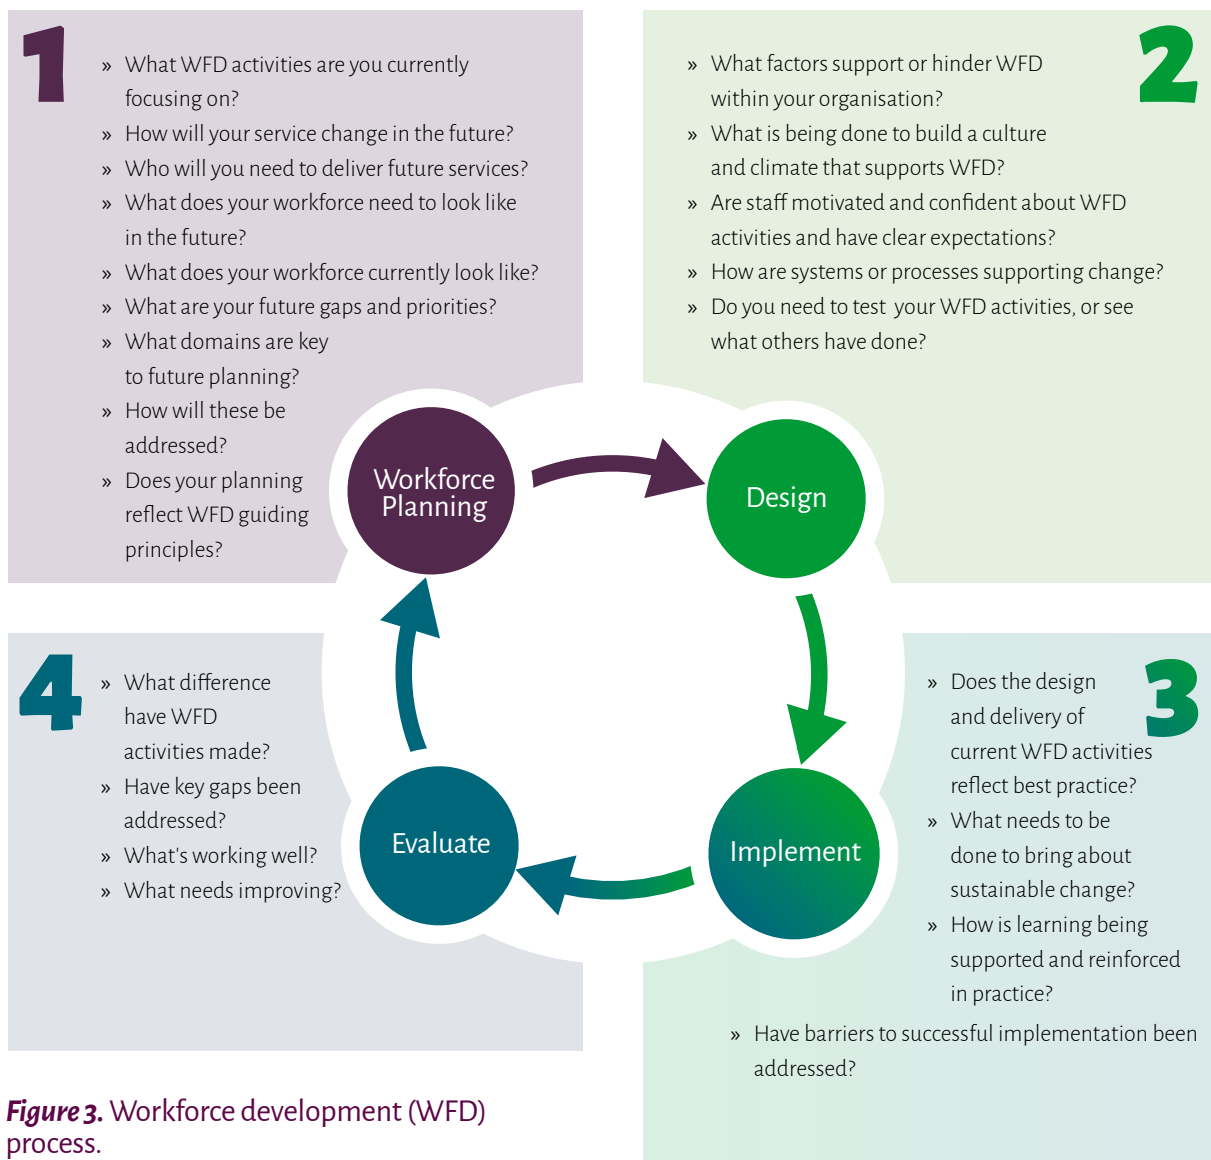 1
» What WFD activities are you currently
focusing on?
» How will your service change in the future?
» Who will you need to deliver future services?
» What does your workforce need to look like
in the future?
» What does your workforce currently look like?
» What are your future gaps and priorities?
» What domains are key
to future planning?
» How will these be
addressed?
» Does your planning
reflect WFD guiding
principles?
2
» What factors support or hinder WFD
within your organisation?
» What is being done to build a culture
and climate that supports WFD?
» Are staff motivated and confident about WFD
activities and have clear expectations?
» How are systems or processes supporting change?
» Do you need to test your WFD activities, or see
what others have done?
Workforce
Planning
Design
Implement
Evaluate
3
» Does the design
and delivery of
current WFD activities
reflect best practice?
» What needs to be
done to bring about
sustainable change?
» How is learning being
supported and reinforced
in practice?
» Have barriers to successful implementation been
addressed?
4
» What difference
have WFD
activities made?
» Have key gaps been
addressed?
» What's working well?
» What needs improving?
Figure 3. Workforce development (WFD)
process.